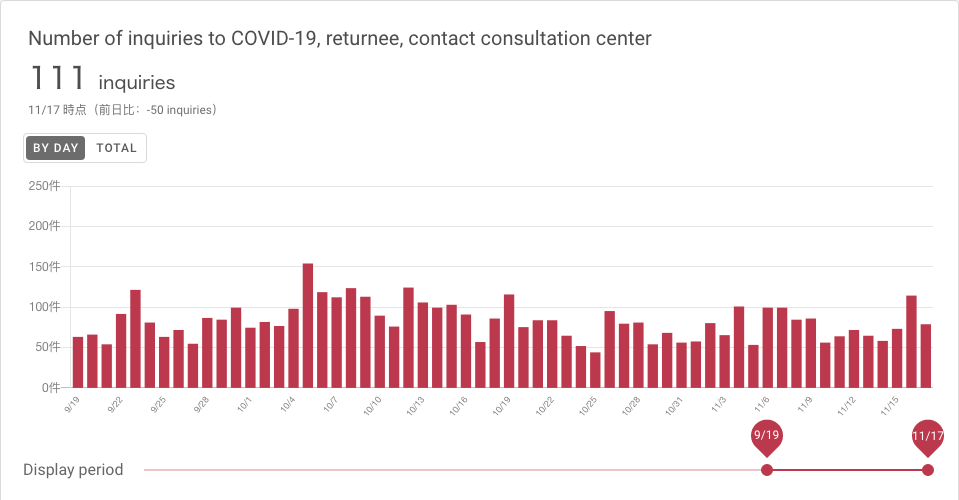 Number of inquiries to COVID-19, returnee, contact consultation center
111 inquiries
11/17 時点（前日比：-50 inquiries）
BY DAY TOTAL
250件
200件
150件
100件
50件
0件
9/19 9/22 9/25 9/28 10/1 10/4 10/7 10/10 10/13 10/16 10/19 10/22 10/25 10/28 10/31 11/3 11/6 11/9 11/12 11/15
9/19 11/17
Display period